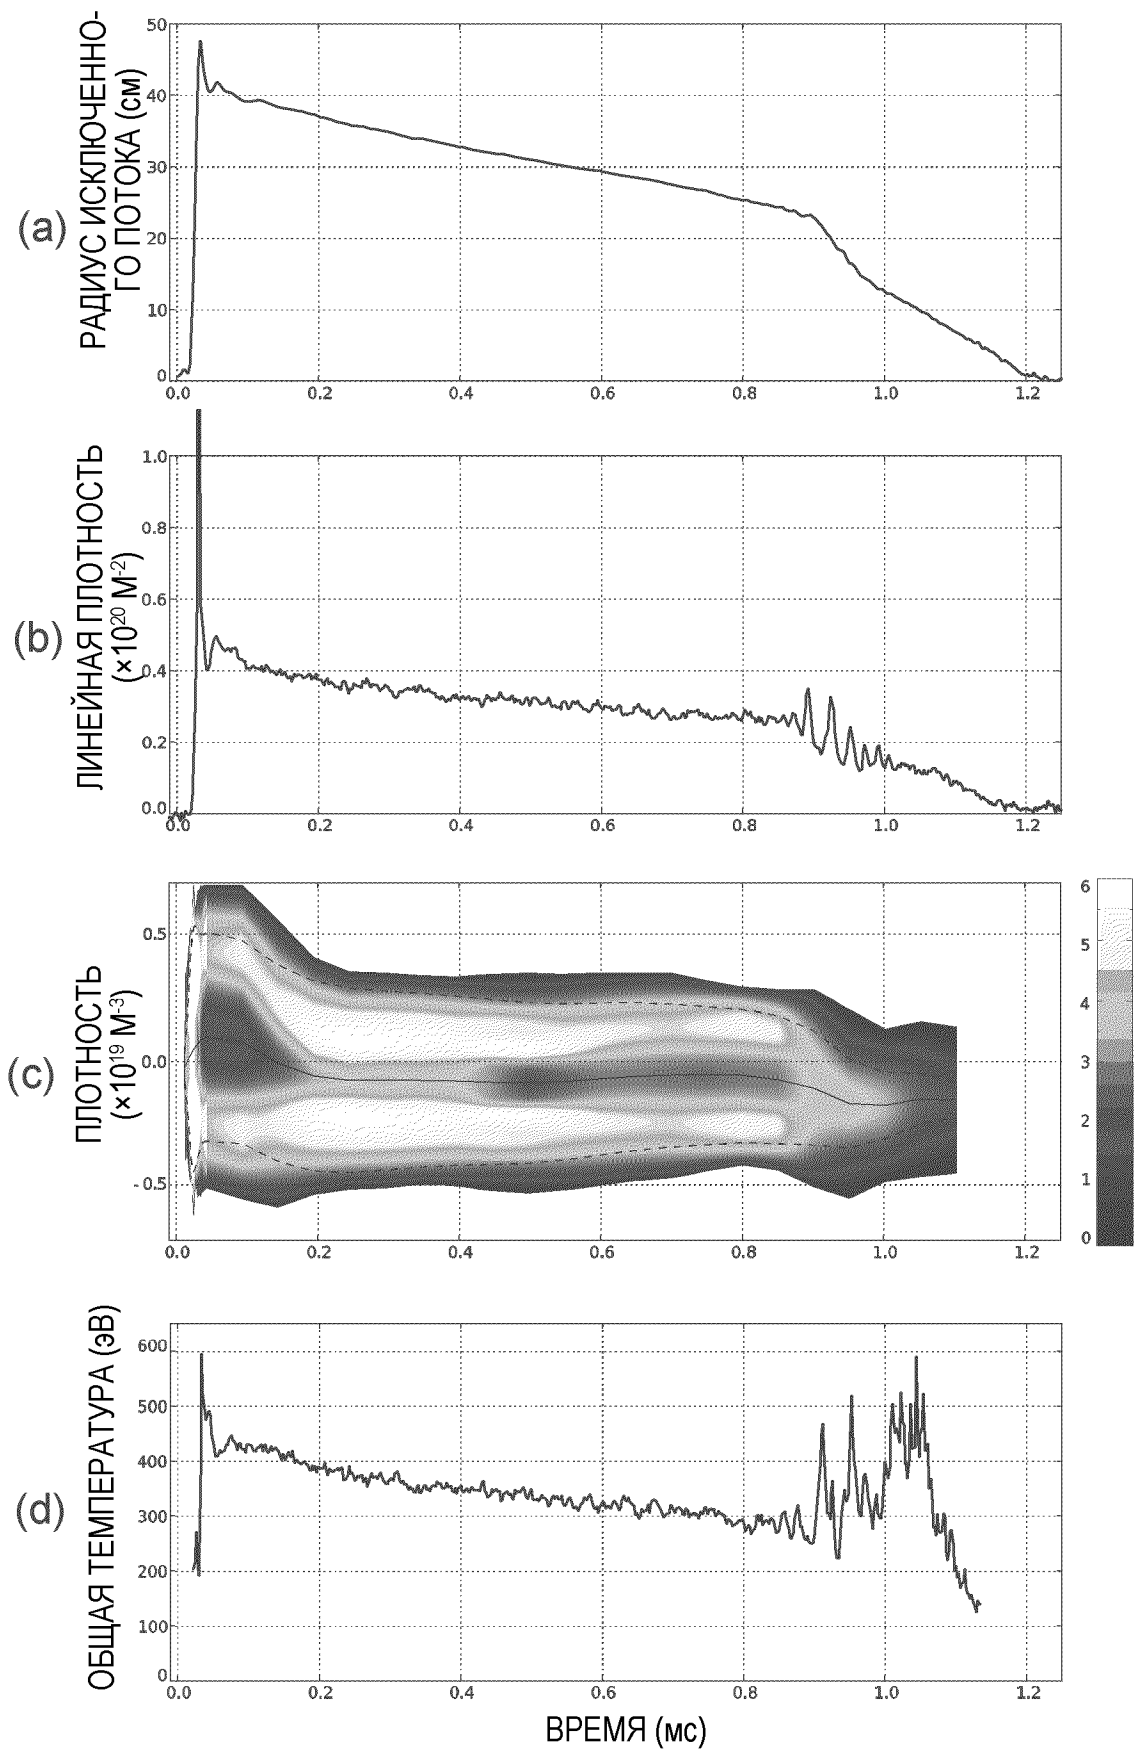 (a)
РАДИУС ИСКЛЮЧЕННО-
ГО ПОТОКА (см)
50
40
30
20
10
0
0.0 0.2 0.4 0.6 0.8 1.0 1.2
(b)
ЛИНЕЙНАЯ ПЛОТНОСТЬ
(×10²⁰ М⁻²)
1.0
0.8
0.6
0.4
0.2
0.0
0.0 0.2 0.4 0.6 0.8 1.0 1.2
(c)
ПЛОТНОСТЬ
(×10¹⁹ М⁻³)
0.5
0.0
-0.5
0.0 0.2 0.4 0.6 0.8 1.0 1.2
6
5
4
3
2
1
0
(d)
ОБЩАЯ ТЕМПЕРАТУРА (эВ)
600
500
400
300
200
100
0
0.0 0.2 0.4 0.6 0.8 1.0 1.2
ВРЕМЯ (мс)